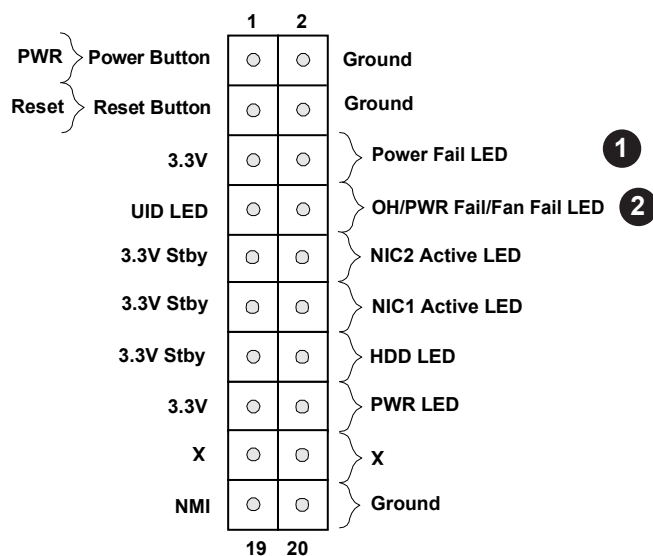 1 2
PWR Power Button Ground
Reset Reset Button Ground
3.3V Power Fail LED 1
UID LED OH/PWR Fail/Fan Fail LED 2
3.3V Stby NIC2 Active LED
3.3V Stby NIC1 Active LED
3.3V Stby HDD LED
3.3V PWR LED
X X
NMI Ground
19 20